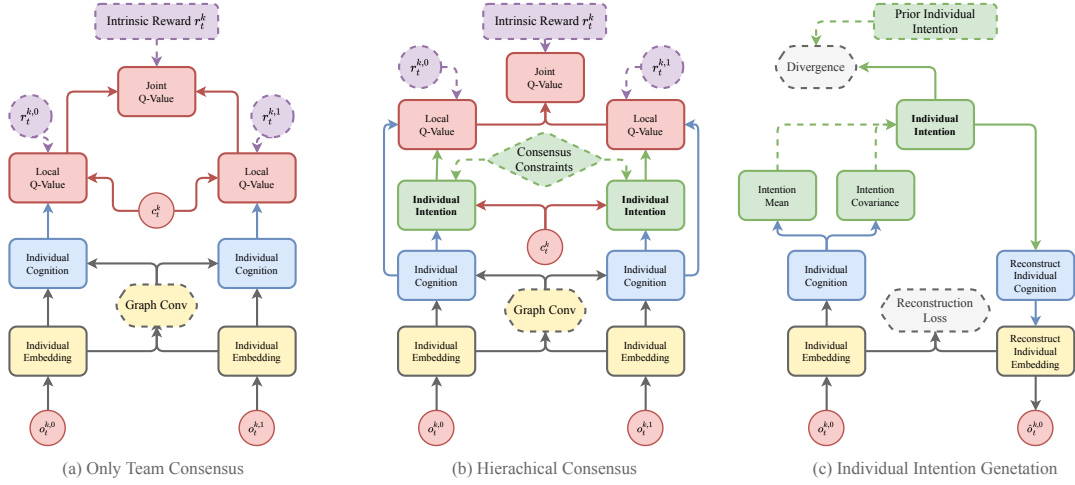 Intrinsic Reward r_t^k
Joint
Q-Value
r_t^{k,0}
r_t^{k,1}
Local
Q-Value
Local
Q-Value
c_t^k
Individual
Cognition
Individual
Cognition
Graph Conv
Individual
Embedding
Individual
Embedding
o_t^{k,0}
o_t^{k,1}
(a) Only Team Consensus
Intrinsic Reward r_t^k
r_t^{k,0}
Joint
Q-Value
r_t^{k,1}
Local
Q-Value
Local
Q-Value
Consensus
Constraints
Individual
Intention
Individual
Intention
c_t^k
Individual
Cognition
Individual
Cognition
Graph Conv
Individual
Embedding
Individual
Embedding
o_t^{k,0}
o_t^{k,1}
(b) Hierachical Consensus
Prior Individual
Intention
Divergence
Individual
Intention
Intention
Mean
Intention
Covariance
Individual
Cognition
Reconstruct
Individual
Cognition
Reconstruction
Loss
Individual
Embedding
Reconstruct
Individual
Embedding
o_t^{k,0}
ô_t^{k,0}
(c) Individual Intention Genetation